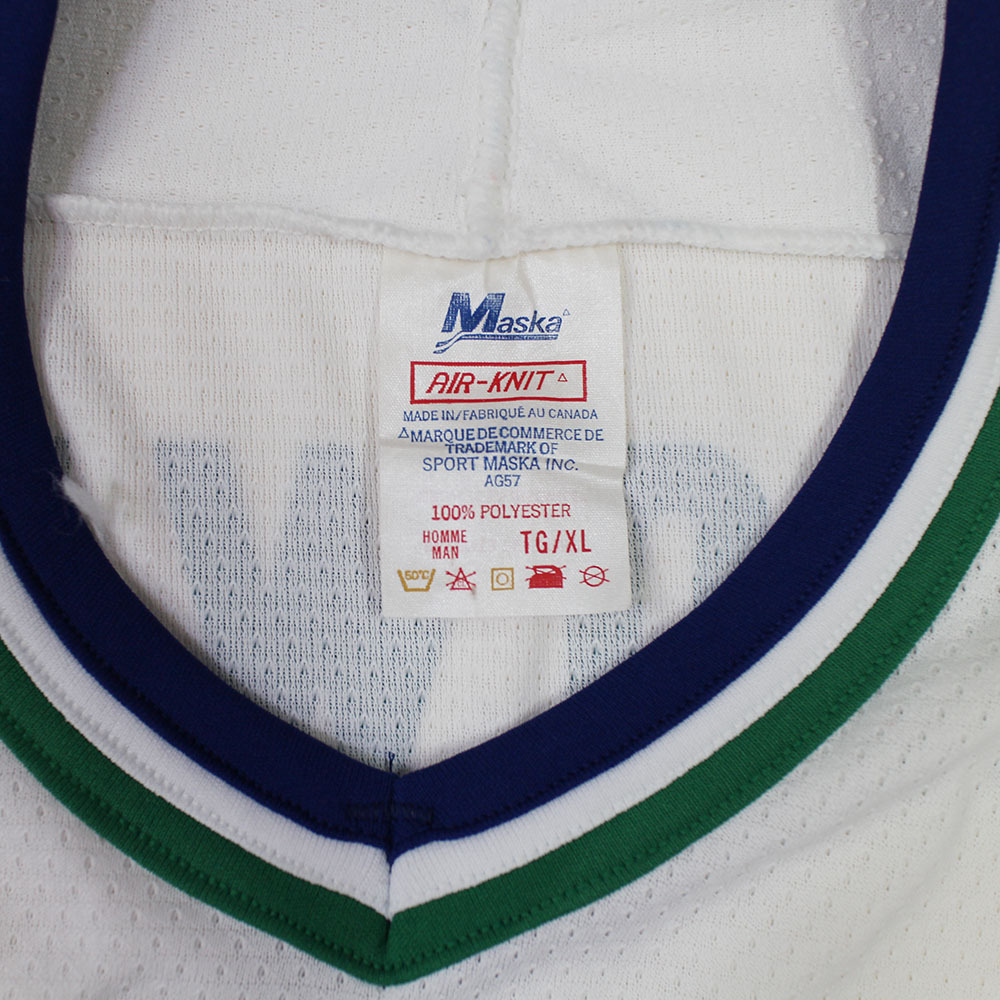 Maska△
AIR-KNIT △
MADE IN/FABRIQUÉ AU CANADA
△MARQUE DE COMMERCE DE
TRADEMARK OF
SPORT MASKA INC.
AG57
100% POLYESTER
HOMME
MAN
TG/XL
50°C